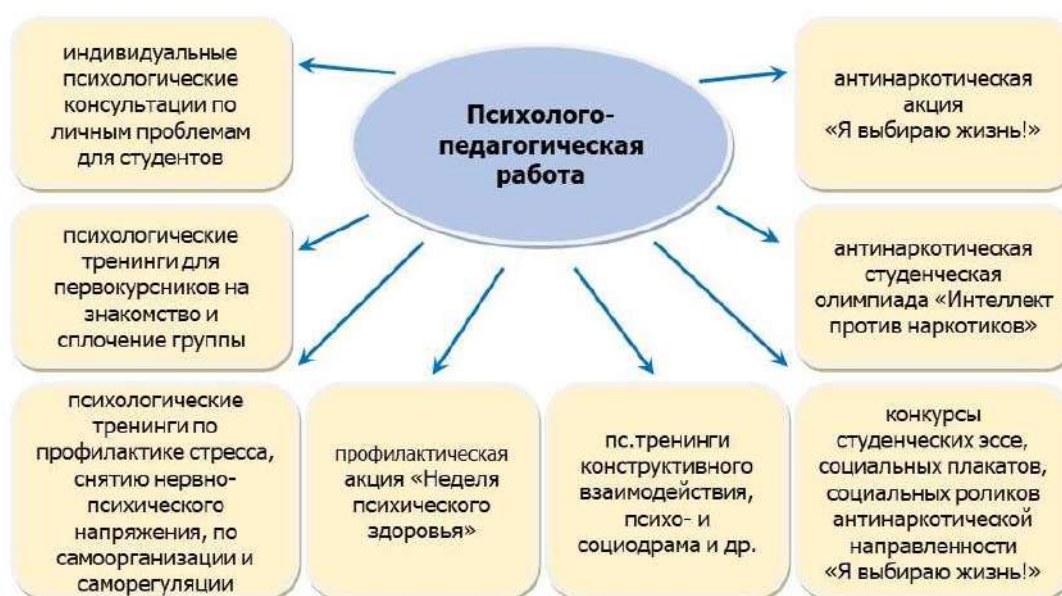 Психолого-
педагогическая
работа
индивидуальные
психологические
консультации по
личным проблемам
для студентов
психологические
тренинги для
первокурсников на
знакомство и
сплочение группы
психологические
тренинги по
профилактике стресса,
снятию нервно-
психического
напряжения, по
самоорганизации и
саморегуляции
профилактическая
акция «Неделя
психического
здоровья»
пс.тренинги
конструктивного
взаимодействия,
психо- и
социодрама и др.
конкурсы
студенческих эссе,
социальных плакатов,
социальных роликов
антинаркотической
направленности
«Я выбираю жизнь!»
антинаркотическая
студенческая
олимпиада «Интеллект
против наркотиков»
антинаркотическая
акция
«Я выбираю жизнь!»